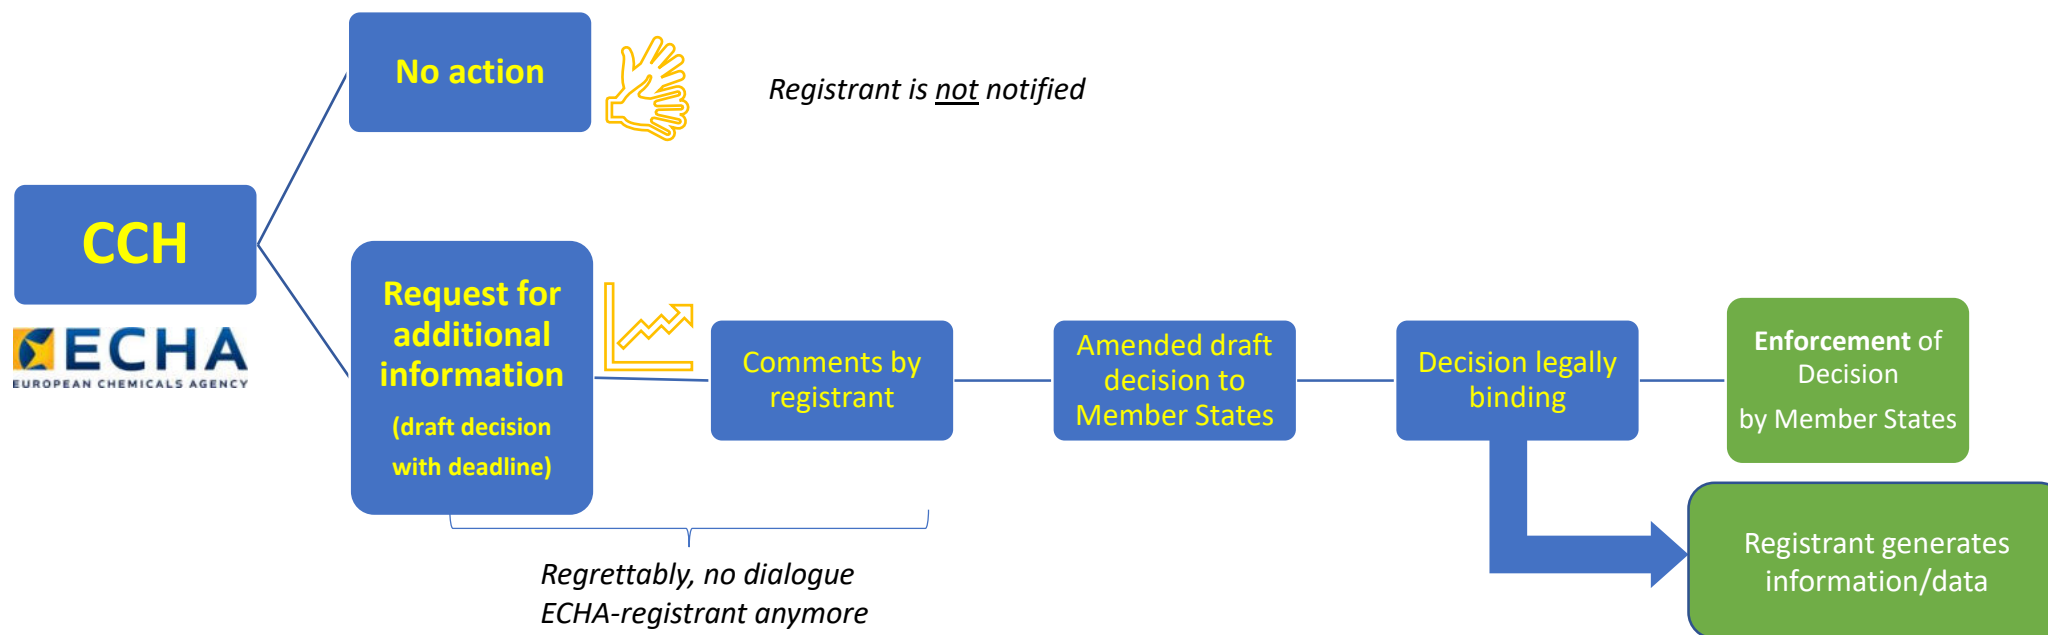 No action
Registrant is not notified
CCH
ECHA
EUROPEAN CHEMICALS AGENCY
Request for
additional
information
(draft decision
with deadline)
Comments by
registrant
Amended draft
decision to
Member States
Decision legally
binding
Enforcement of
Decision
by Member States
Registrant generates
information/data
Regrettably, no dialogue
ECHA-registrant anymore